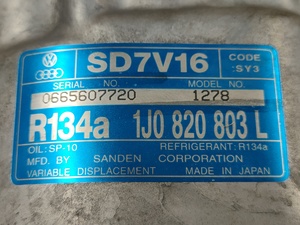 SD7V16 CODE :SY3
SERIAL NO. MODEL NO.
0665607720 1278
R134a 1J0 820 803 L
OIL:SP-10 REFRIGERANT:R134a
MFD. BY SANDEN CORPORATION
VARIABLE DISPLACEMENT MADE IN JAPAN